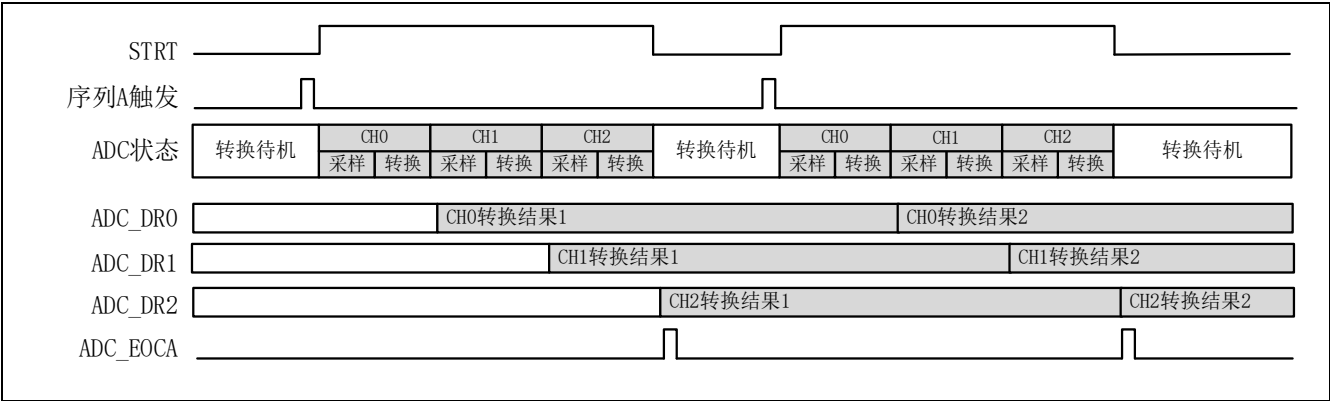 STRT
序列A触发
ADC状态 转换待机 CH0 CH1 CH2 转换待机 CH0 CH1 CH2 转换待机
采样 转换 采样 转换 采样 转换 采样 转换 采样 转换 采样 转换
ADC_DR0 CH0转换结果1 CH0转换结果2
ADC_DR1 CH1转换结果1 CH1转换结果2
ADC_DR2 CH2转换结果1 CH2转换结果2
ADC_EOCA